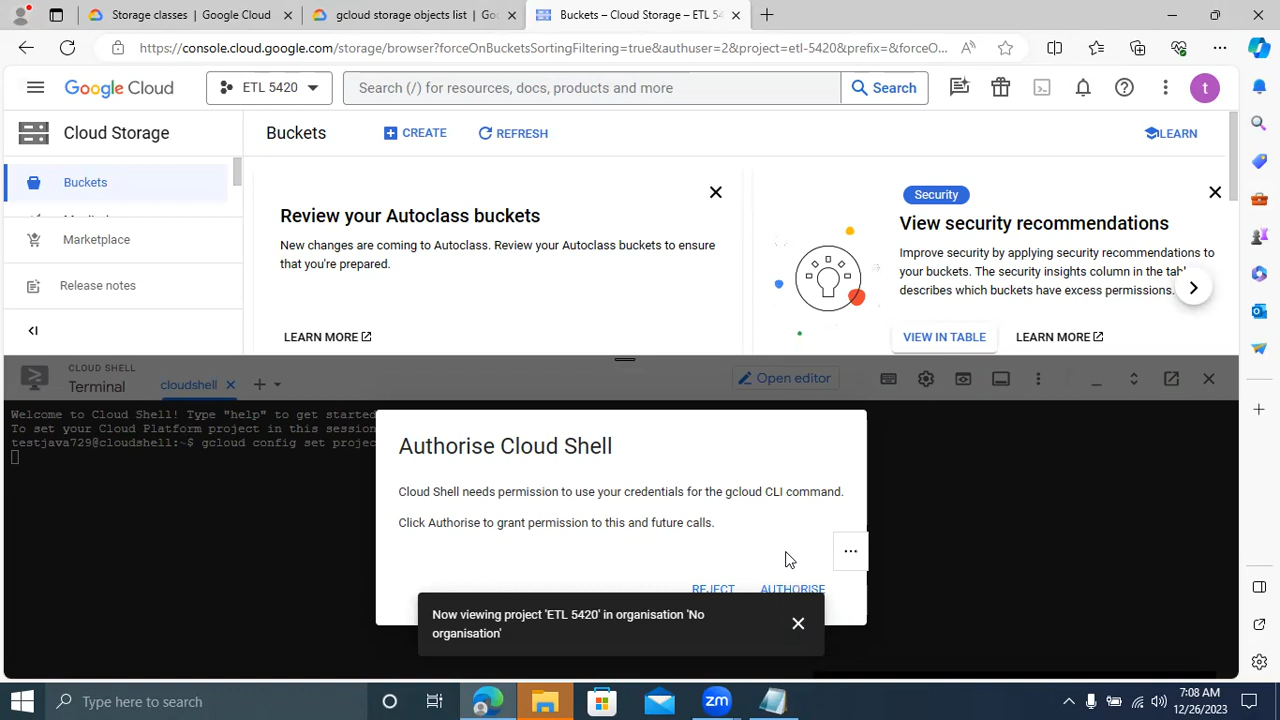 Storage classes | Google Cloud
gcloud storage objects list | Goo
Buckets – Cloud Storage – ETL 54
https://console.cloud.google.com/storage/browser?forceOnBucketsSortingFiltering=true&authuser=2&project=etl-5420&prefix=&forceO...
Google Cloud
ETL 5420
Search (/) for resources, docs, products and more
Search
t
Cloud Storage
Buckets
CREATE
REFRESH
LEARN
Buckets
Marketplace
Release notes
Review your Autoclass buckets
New changes are coming to Autoclass. Review your Autoclass buckets to ensure
that you're prepared.
LEARN MORE
Security
View security recommendations
Improve security by applying security recommendations to
your buckets. The security insights column in the table
describes which buckets have excess permissions.
VIEW IN TABLE
LEARN MORE
CLOUD SHELL
Terminal
cloudshell
Open editor
Welcome to Cloud Shell! Type "help" to get started
To set your Cloud Platform project in this session
testjava729@cloudshell:~$ gcloud config set projec
Authorise Cloud Shell
Cloud Shell needs permission to use your credentials for the gcloud CLI command.
Click Authorise to grant permission to this and future calls.
REJECT
AUTHORISE
Now viewing project 'ETL 5420' in organisation 'No
organisation'
Type here to search
zm
7:08 AM
12/26/2023